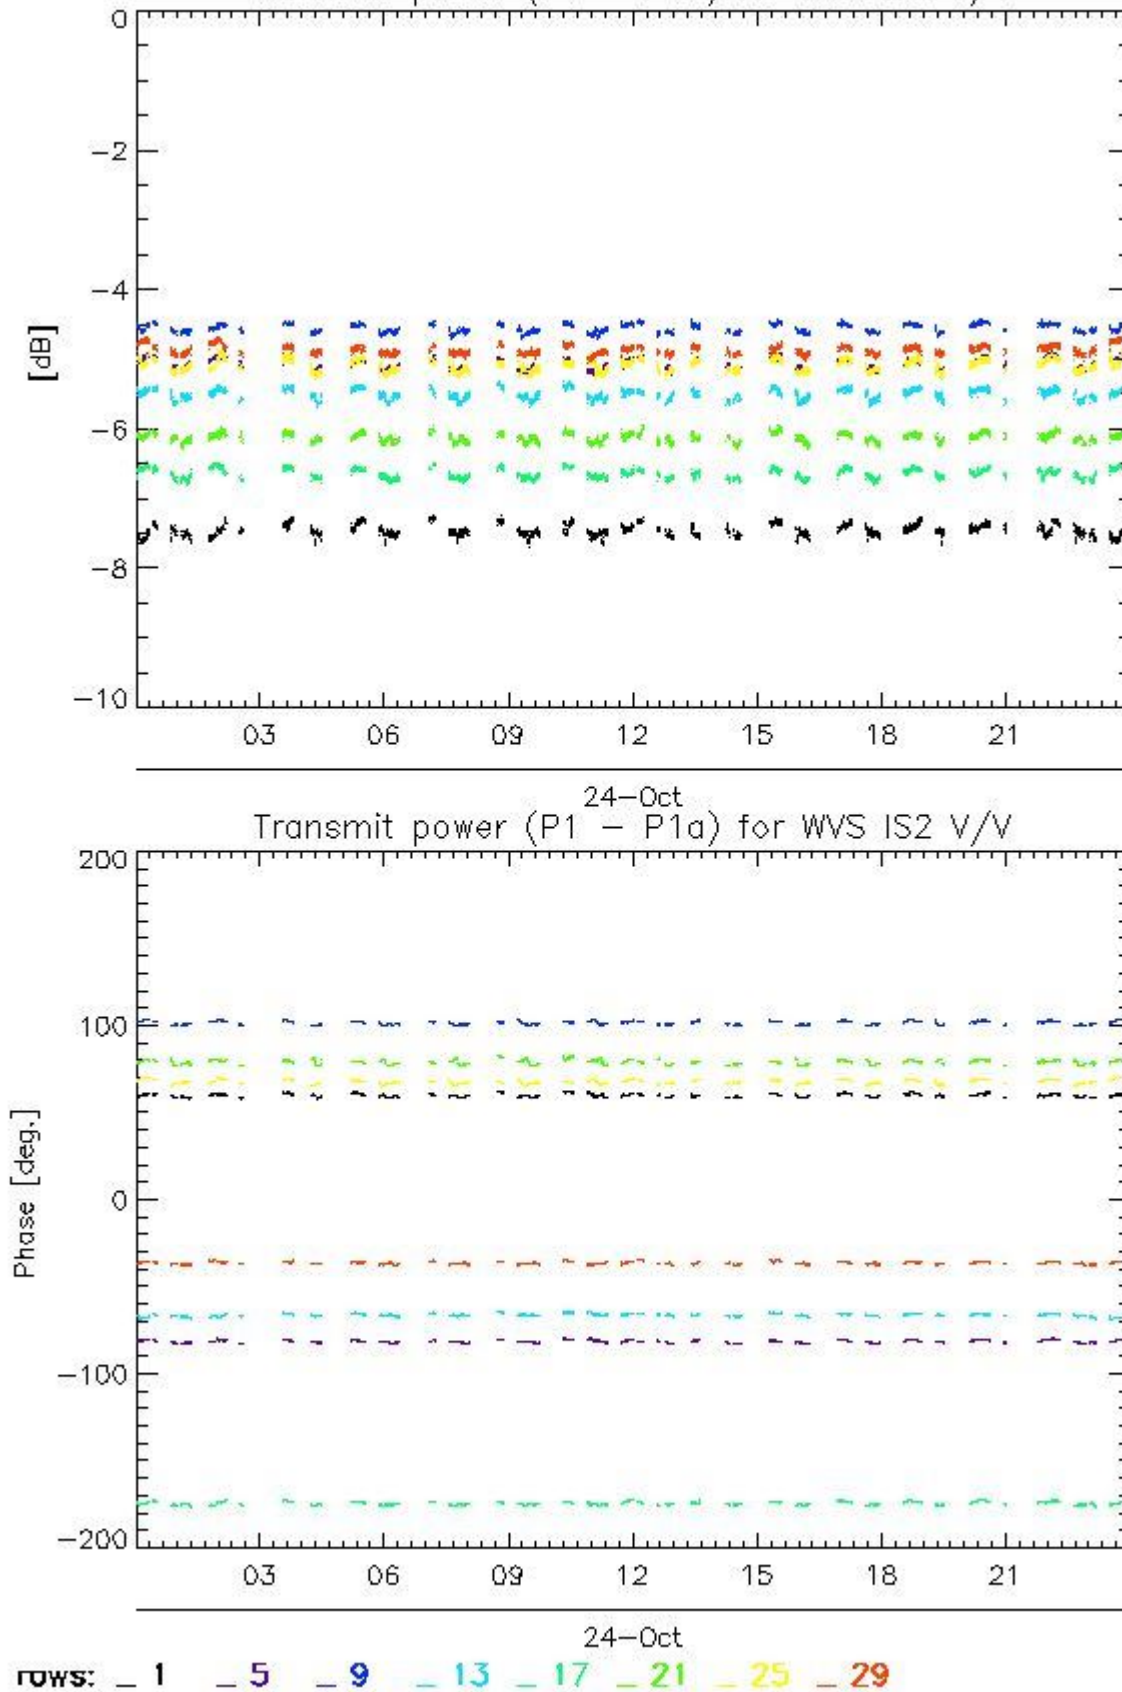 0
−2
−4
[dB]
−6
−8
−10
03 06 09 12 15 18 21
24−Oct
Transmit power (P1 − P1a) for WVS IS2 V/V
200
100
0
Phase [deg.]
−100
−200
03 06 09 12 15 18 21
24−Oct
rows: _ 1 _ 5 _ 9 _ 13 _ 17 _ 21 _ 25 _ 29